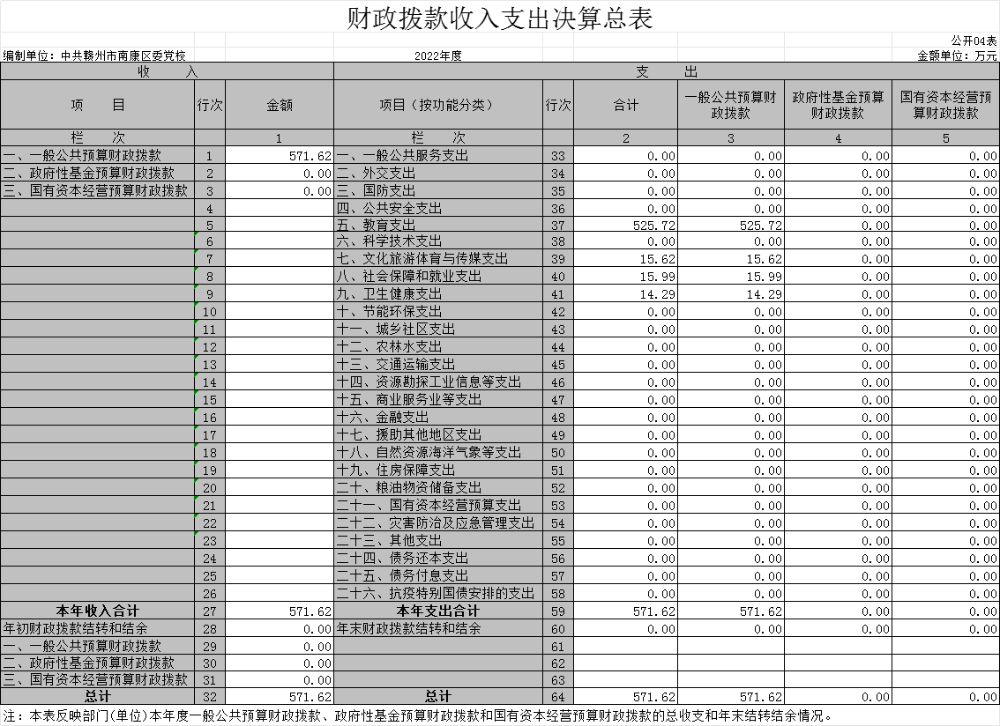 财政拨款收入支出决算总表
公开04表
编制单位：中共赣州市南康区委党校 2022年度 金额单位：万元
收 入 支 出
项 目 行次 金额 项目（按功能分类） 行次 合计 一般公共预算财政拨款 政府性基金预算财政拨款 国有资本经营预算财政拨款
栏 次 1 栏 次 2 3 4 5
一、一般公共预算财政拨款 1 571.62 一、一般公共服务支出 33 0.00 0.00 0.00 0.00
二、政府性基金预算财政拨款 2 0.00 二、外交支出 34 0.00 0.00 0.00 0.00
三、国有资本经营预算财政拨款 3 0.00 三、国防支出 35 0.00 0.00 0.00 0.00
4 四、公共安全支出 36 0.00 0.00 0.00 0.00
5 五、教育支出 37 525.72 525.72 0.00 0.00
6 六、科学技术支出 38 0.00 0.00 0.00 0.00
7 七、文化旅游体育与传媒支出 39 15.62 15.62 0.00 0.00
8 八、社会保障和就业支出 40 15.99 15.99 0.00 0.00
9 九、卫生健康支出 41 14.29 14.29 0.00 0.00
10 十、节能环保支出 42 0.00 0.00 0.00 0.00
11 十一、城乡社区支出 43 0.00 0.00 0.00 0.00
12 十二、农林水支出 44 0.00 0.00 0.00 0.00
13 十三、交通运输支出 45 0.00 0.00 0.00 0.00
14 十四、资源勘探工业信息等支出 46 0.00 0.00 0.00 0.00
15 十五、商业服务业等支出 47 0.00 0.00 0.00 0.00
16 十六、金融支出 48 0.00 0.00 0.00 0.00
17 十七、援助其他地区支出 49 0.00 0.00 0.00 0.00
18 十八、自然资源海洋气象等支出 50 0.00 0.00 0.00 0.00
19 十九、住房保障支出 51 0.00 0.00 0.00 0.00
20 二十、粮油物资储备支出 52 0.00 0.00 0.00 0.00
21 二十一、国有资本经营预算支出 53 0.00 0.00 0.00 0.00
22 二十二、灾害防治及应急管理支出 54 0.00 0.00 0.00 0.00
23 二十三、其他支出 55 0.00 0.00 0.00 0.00
24 二十四、债务还本支出 56 0.00 0.00 0.00 0.00
25 二十五、债务付息支出 57 0.00 0.00 0.00 0.00
26 二十六、抗疫特别国债安排的支出 58 0.00 0.00 0.00 0.00
本年收入合计 27 571.62 本年支出合计 59 571.62 571.62 0.00 0.00
年初财政拨款结转和结余 28 0.00 年末财政拨款结转和结余 60 0.00 0.00 0.00 0.00
一、一般公共预算财政拨款 29 0.00 61
二、政府性基金预算财政拨款 30 0.00 62
三、国有资本经营预算财政拨款 31 0.00 63
总计 32 571.62 总计 64 571.62 571.62 0.00 0.00
注：本表反映部门(单位)本年度一般公共预算财政拨款、政府性基金预算财政拨款和国有资本经营预算财政拨款的总收支和年末结转结余情况。